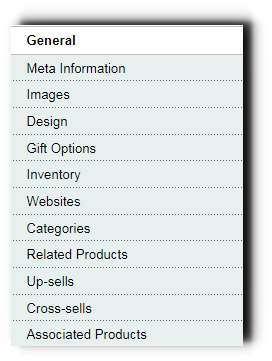 General
Meta Information
Images
Design
Gift Options
Inventory
Websites
Categories
Related Products
Up-sells
Cross-sells
Associated Products